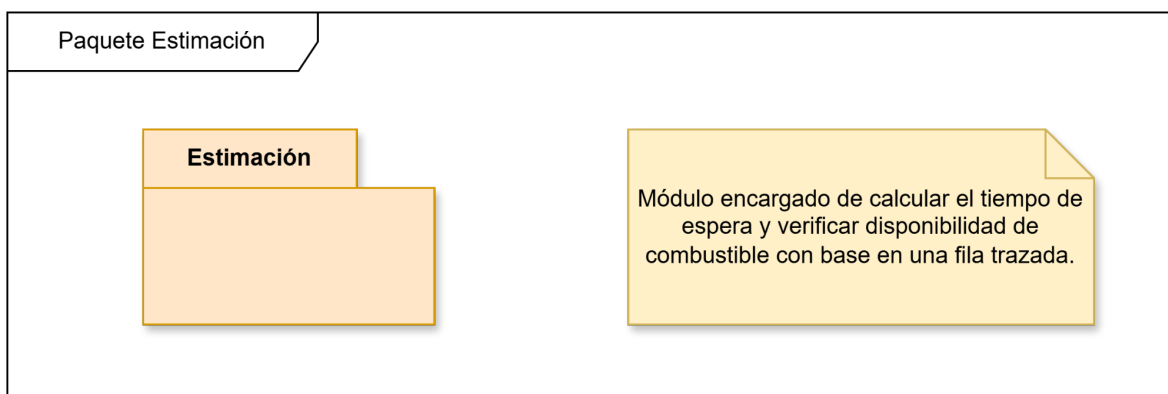 Paquete Estimación
Estimación
Módulo encargado de calcular el tiempo de
espera y verificar disponibilidad de
combustible con base en una fila trazada.